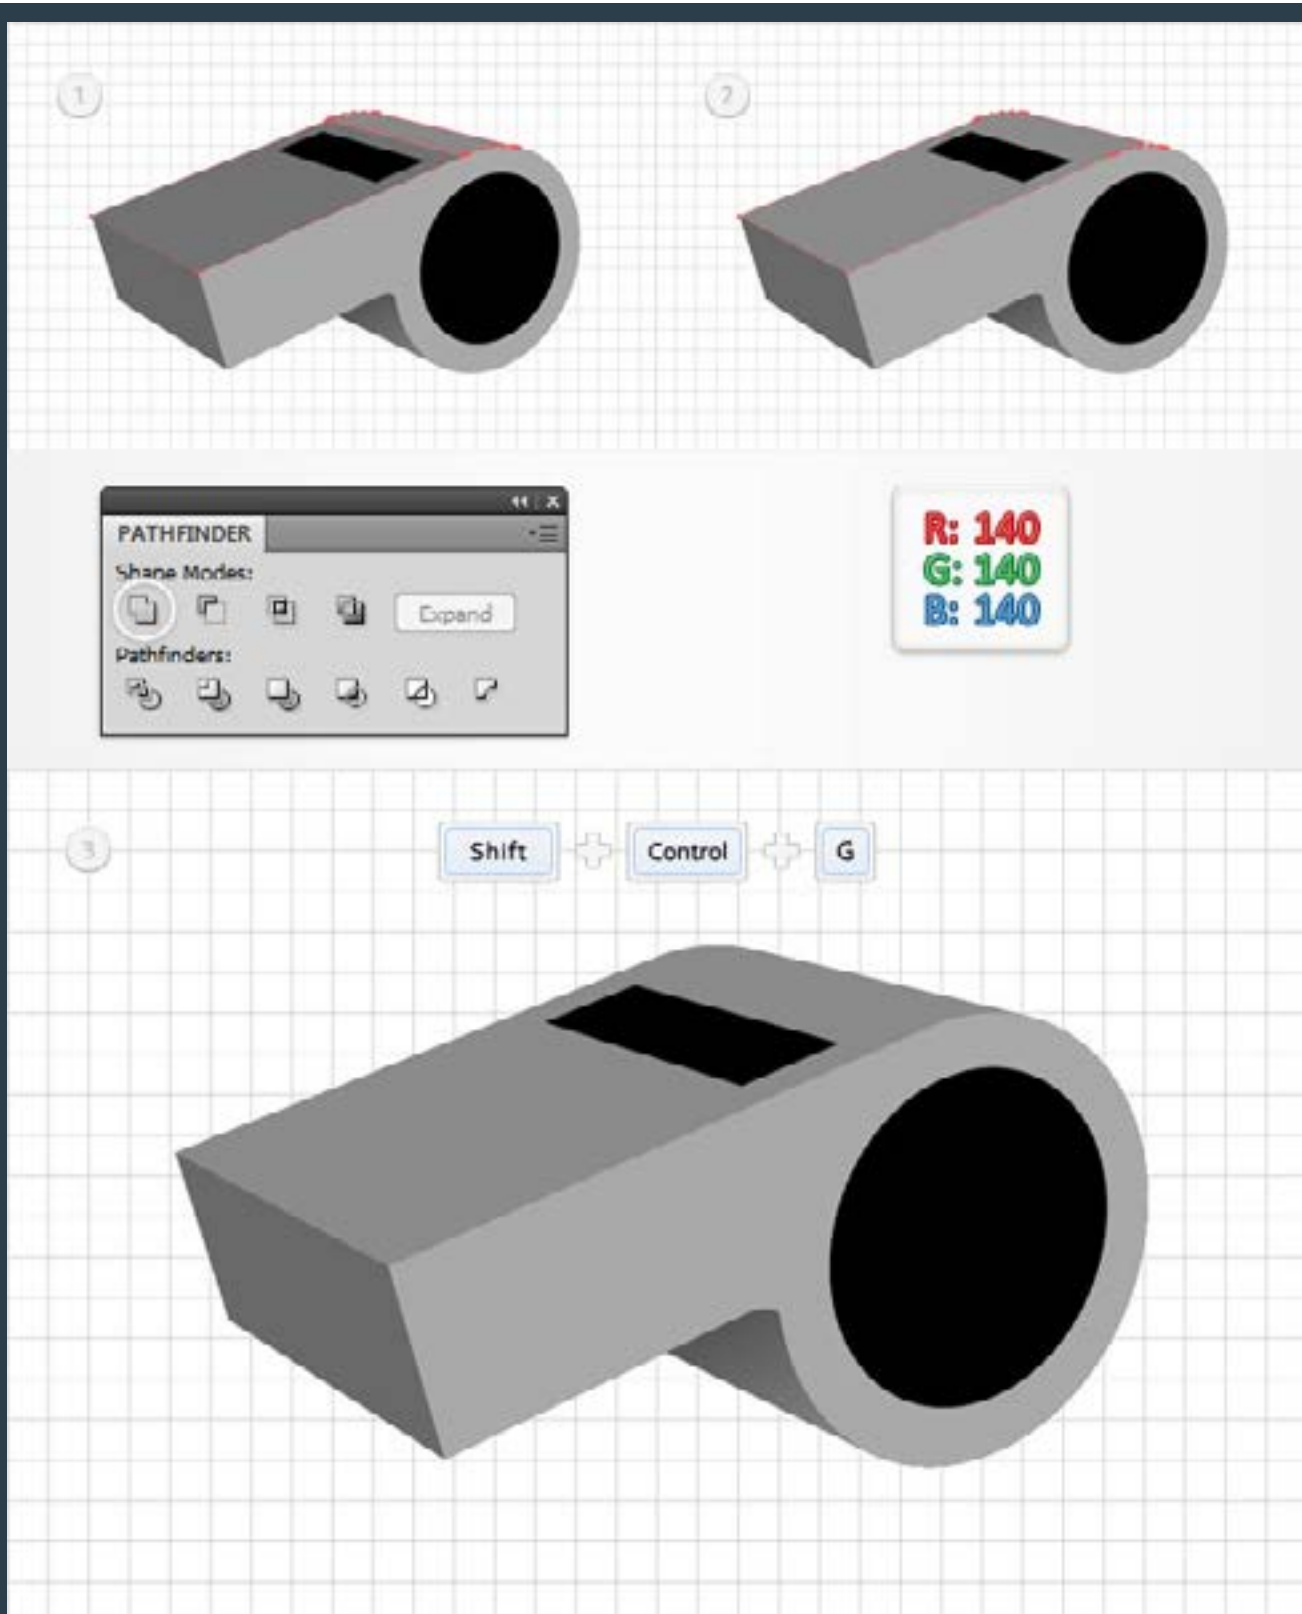 1
2
PATHFINDER
Shape Modes:
Expand
Pathfinders:
R: 140
G: 140
B: 140
3
Shift + Control + G